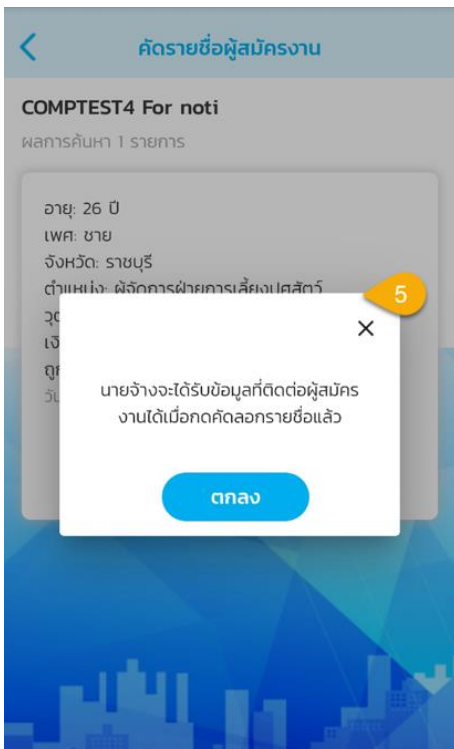 คัดรายชื่อผู้สมัครงาน
COMPTEST4 For noti
ผลการค้นหา 1 รายการ
อายุ: 26 ปี
เพศ: ชาย
จังหวัด: ราชบุรี
ตำแหน่ง: ผู้จัดการฝ่ายการเลี้ยงปศุสัตว์
5
นายจ้างจะได้รับข้อมูลที่ติดต่อผู้สมัคร
งานได้เมื่อกดคัดลอกรายชื่อแล้ว
ตกลง